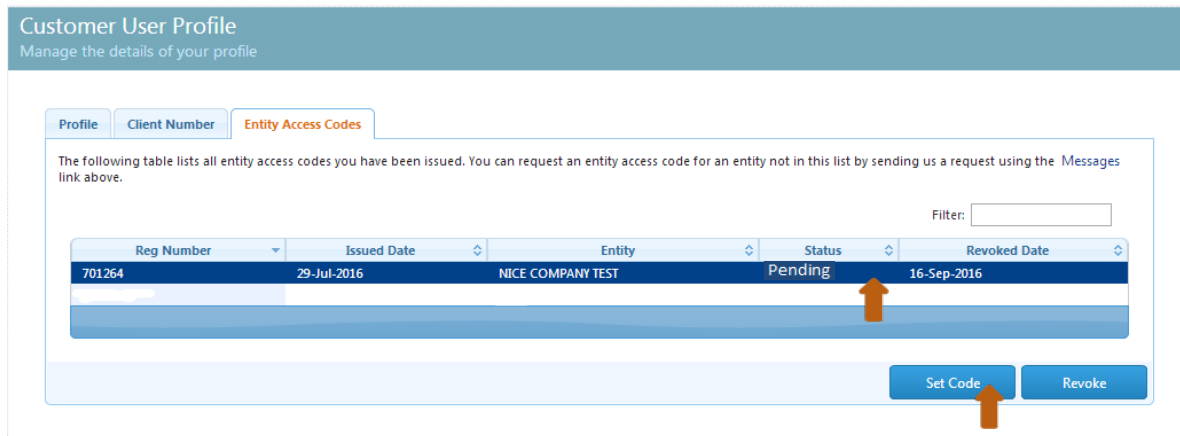 Customer User Profile
Manage the details of your profile
Profile Client Number Entity Access Codes
The following table lists all entity access codes you have been issued. You can request an entity access code for an entity not in this list by sending us a request using the Messages
link above.
Filter:
Reg Number Issued Date Entity Status Revoked Date
701264 29-Jul-2016 NICE COMPANY TEST Pending 16-Sep-2016
Set Code Revoke